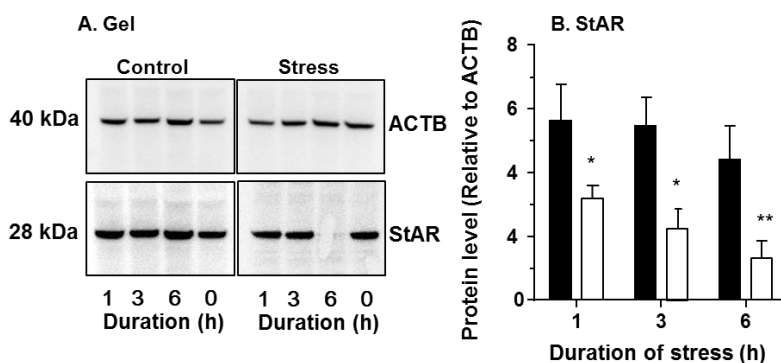 A. Gel
Control
Stress
40 kDa
ACTB
28 kDa
StAR
1 3 6 0
1 3 6 0
Duration (h)
Duration (h)
B. StAR
Protein level (Relative to ACTB)
8
6
4
4
0
*
*
**
1 3 6
Duration of stress (h)